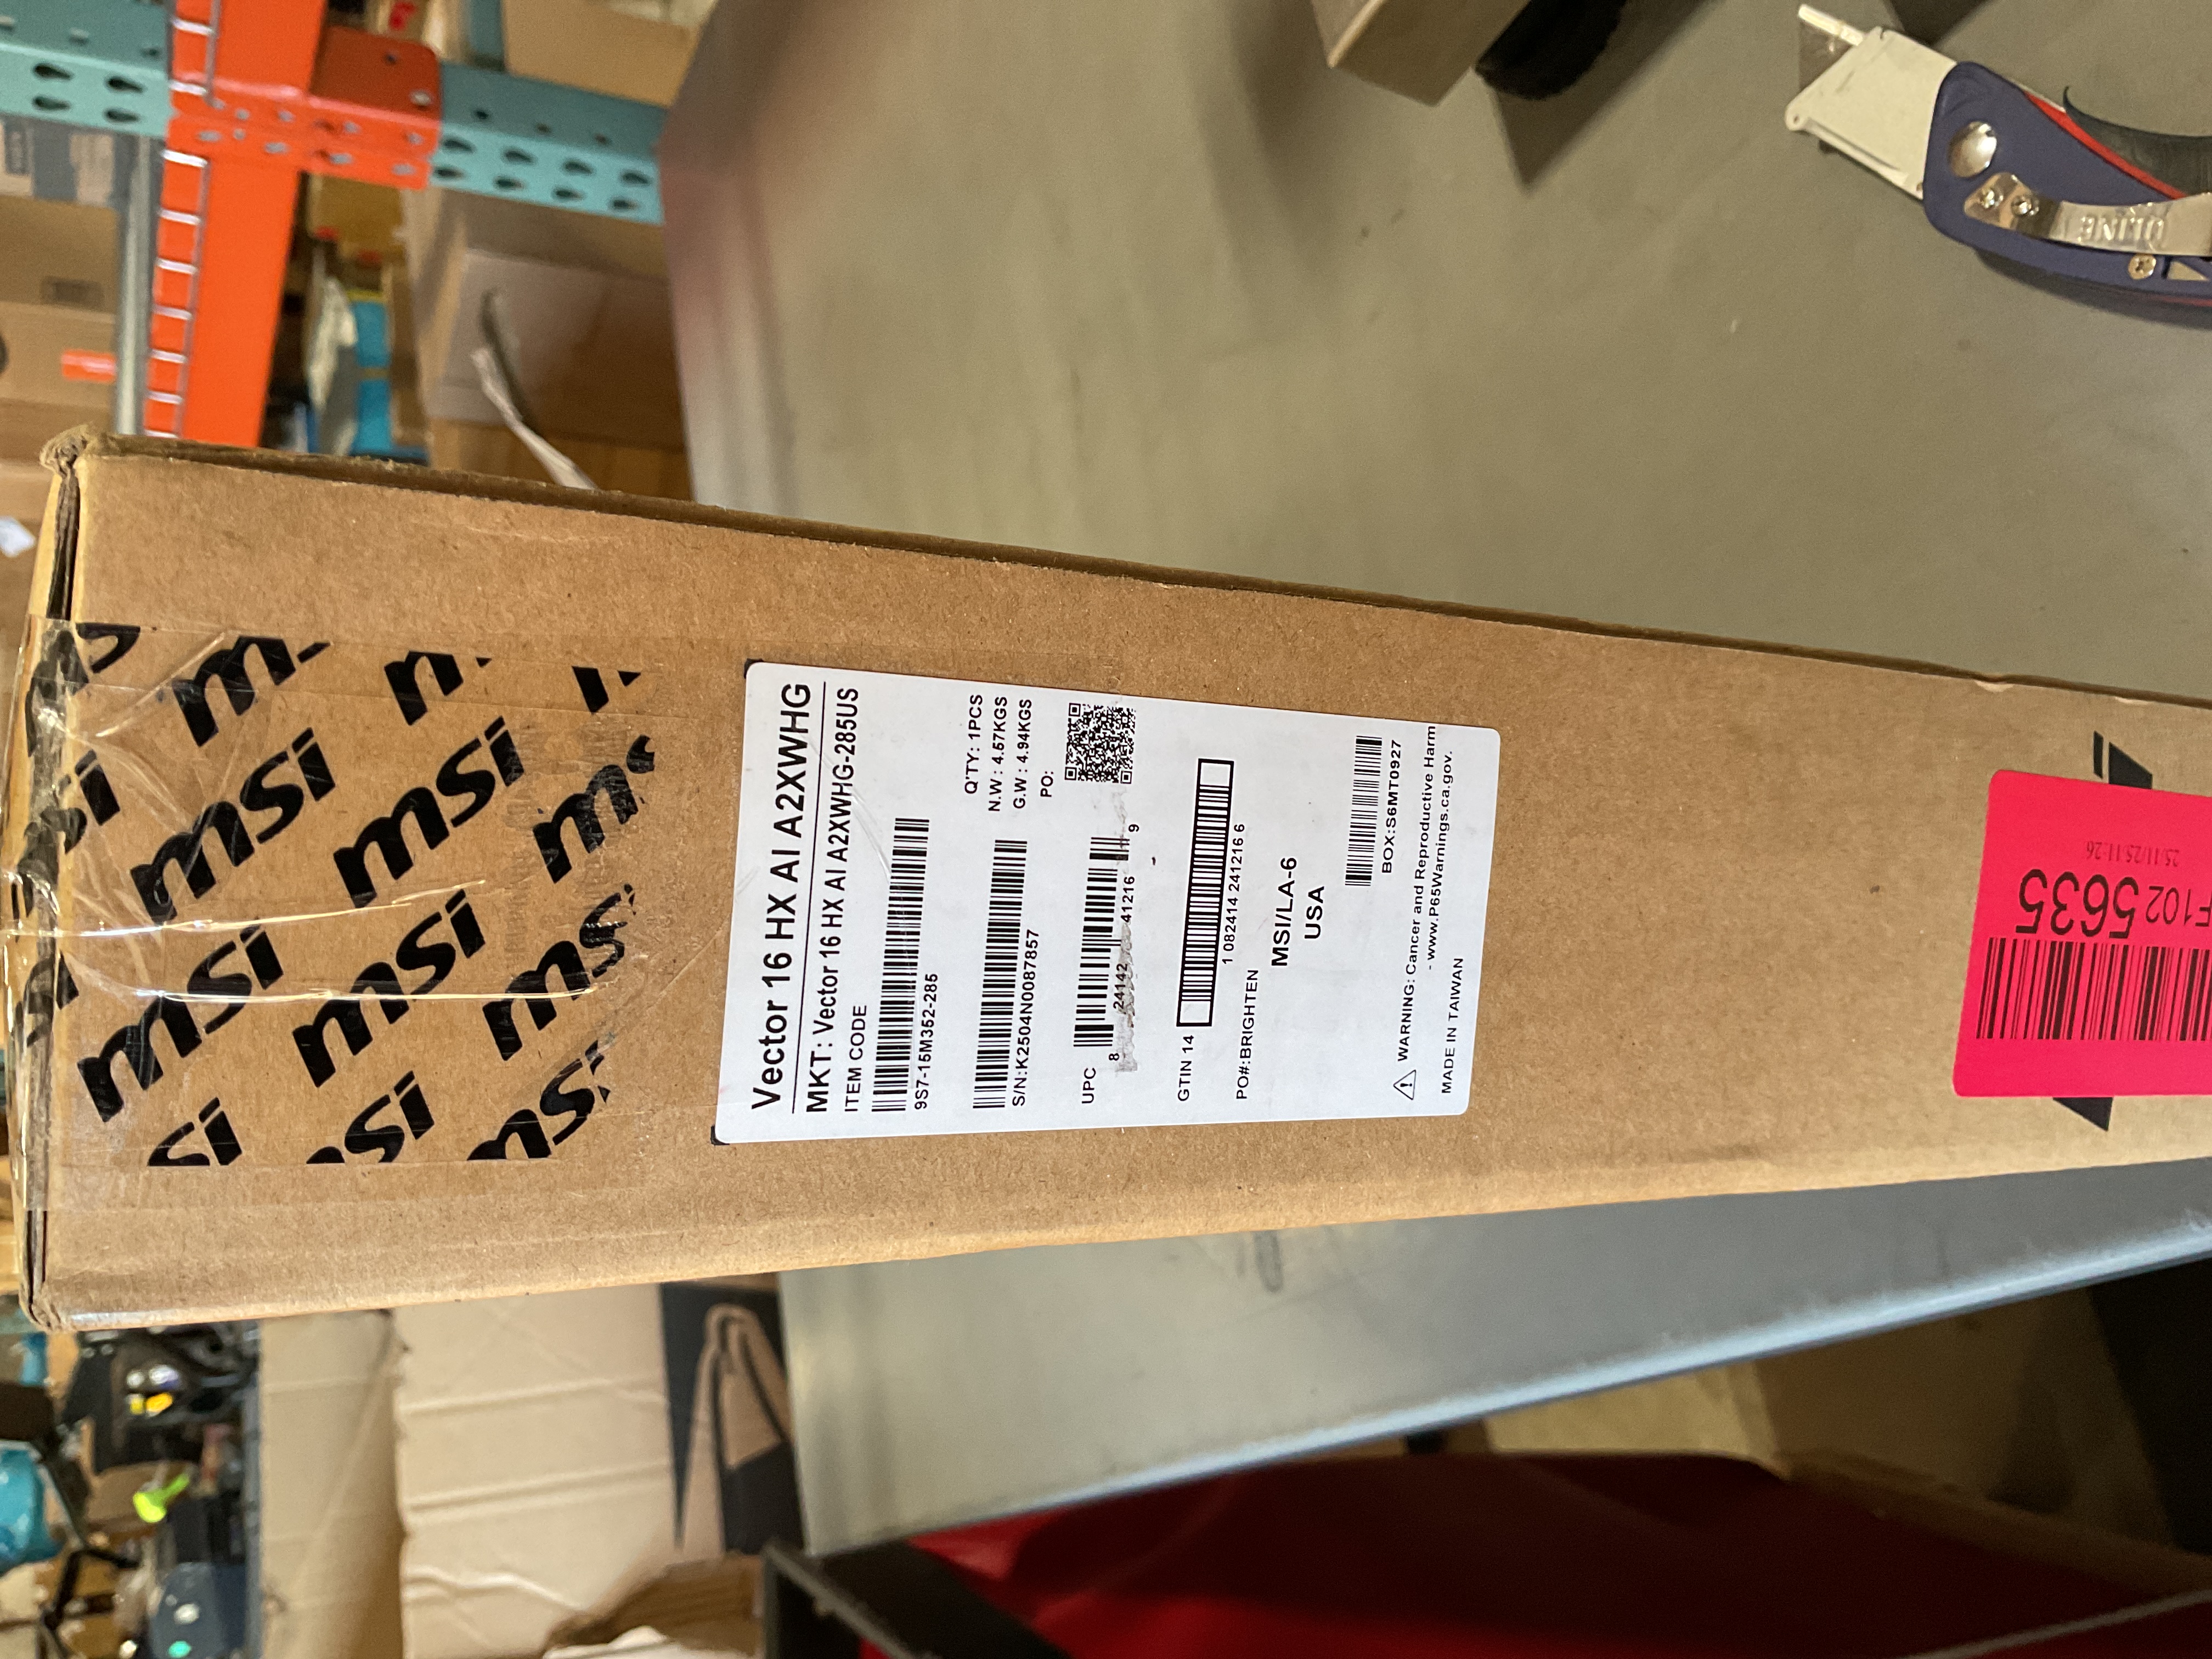 Vector 16 HX AI A2XWHG
MKT: Vector 16 HX AI A2XWHG-285US
ITEM CODE
9S7-15M352-285
Q'TY: 1PCS
N.W : 4.57KGS
G.W : 4.94KGS
PO:
S/N:K2504N0087857
UPC
8 24142 41216 9
GTIN 14
1 082414 241216 6
PO#:BRIGHTEN
MSI/LA-6
USA
BOX:S6MT0927
WARNING: Cancer and Reproductive Harm
- www.P65Warnings.ca.gov.
MADE IN TAIWAN
msi
msi
msi
msi
msi
F102 5635
25/11/25 11:26
ULINE